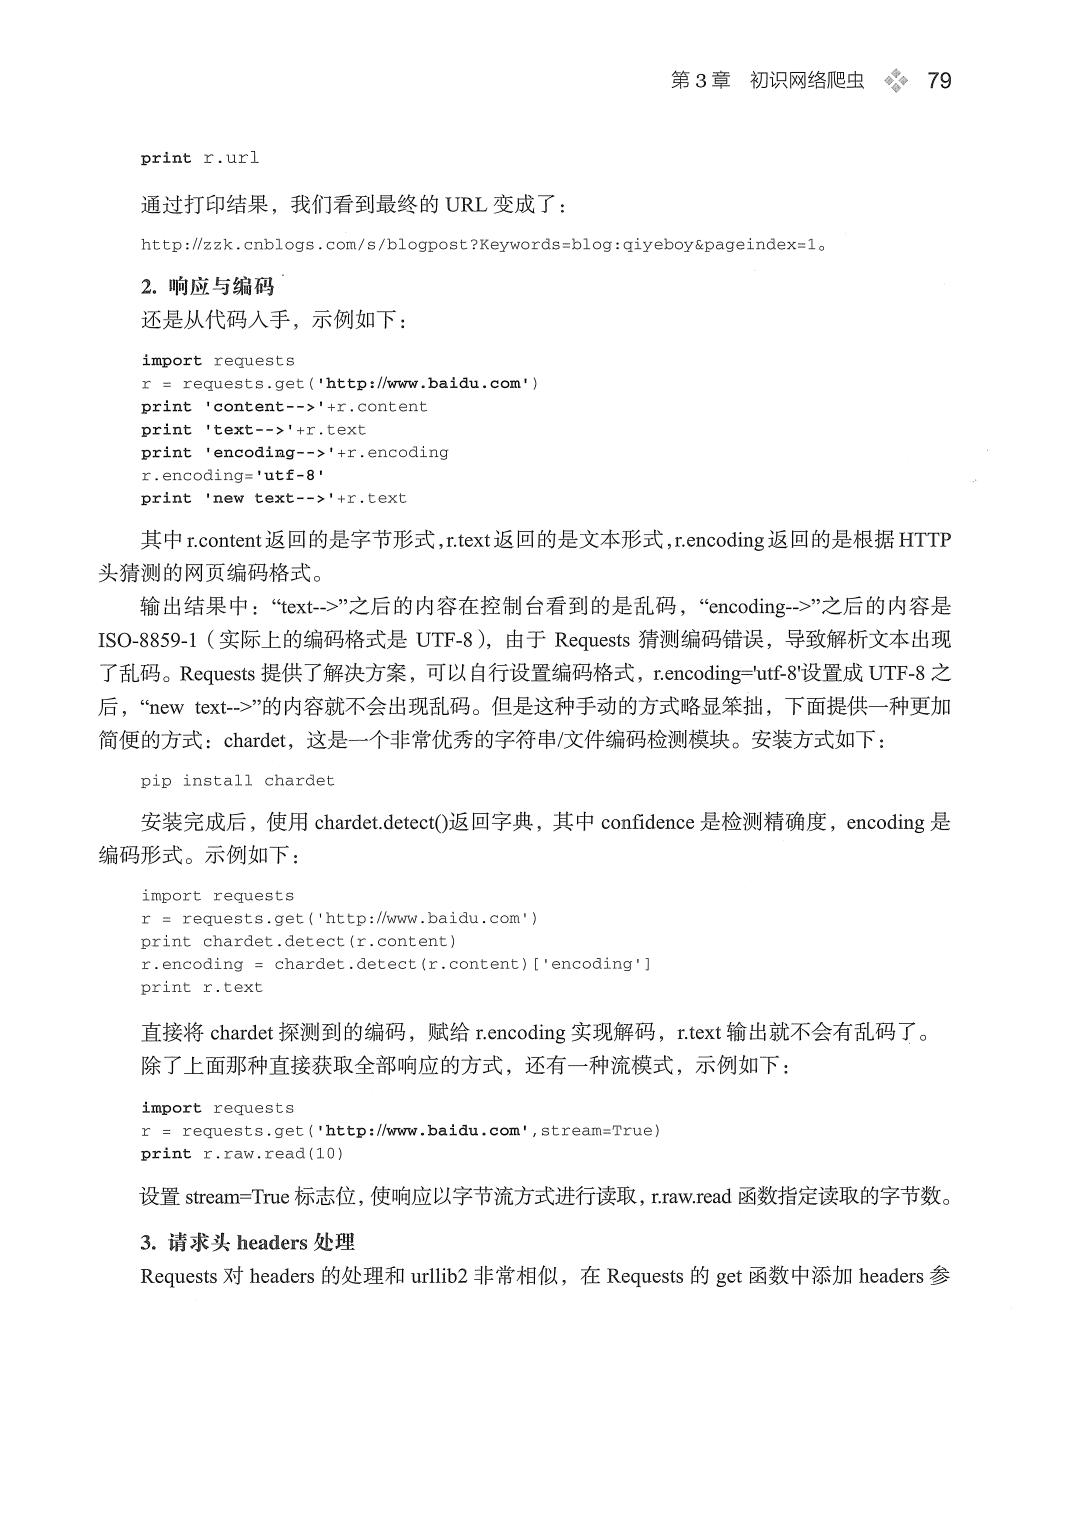 第 3 章　初识网络爬虫　79
print r.url
通过打印结果，我们看到最终的 URL 变成了：
http://zzk.cnblogs.com/s/blogpost?Keywords=blog:qiyeboy&pageindex=1。
2. 响应与编码
还是从代码入手，示例如下：
import requests
r = requests.get('http://www.baidu.com')
print 'content-->'+r.content
print 'text-->'+r.text
print 'encoding-->'+r.encoding
r.encoding='utf-8'
print 'new text-->'+r.text
其中 r.content 返回的是字节形式，r.text 返回的是文本形式，r.encoding 返回的是根据 HTTP
头猜测的网页编码格式。
输出结果中：“text-->”之后的内容在控制台看到的是乱码，“encoding-->”之后的内容是
ISO-8859-1（实际上的编码格式是 UTF-8），由于 Requests 猜测编码错误，导致解析文本出现
了乱码。Requests 提供了解决方案，可以自行设置编码格式，r.encoding='utf-8'设置成 UTF-8 之
后，“new text-->”的内容就不会出现乱码。但是这种手动的方式略显笨拙，下面提供一种更加
简便的方式：chardet，这是一个非常优秀的字符串/文件编码检测模块。安装方式如下：
pip install chardet
安装完成后，使用 chardet.detect()返回字典，其中 confidence 是检测精确度，encoding 是
编码形式。示例如下：
import requests
r = requests.get('http://www.baidu.com')
print chardet.detect(r.content)
r.encoding = chardet.detect(r.content)['encoding']
print r.text
直接将 chardet 探测到的编码，赋给 r.encoding 实现解码，r.text 输出就不会有乱码了。
除了上面那种直接获取全部响应的方式，还有一种流模式，示例如下：
import requests
r = requests.get('http://www.baidu.com',stream=True)
print r.raw.read(10)
设置 stream=True 标志位，使响应以字节流方式进行读取，r.raw.read 函数指定读取的字节数。
3. 请求头 headers 处理
Requests 对 headers 的处理和 urllib2 非常相似，在 Requests 的 get 函数中添加 headers 参